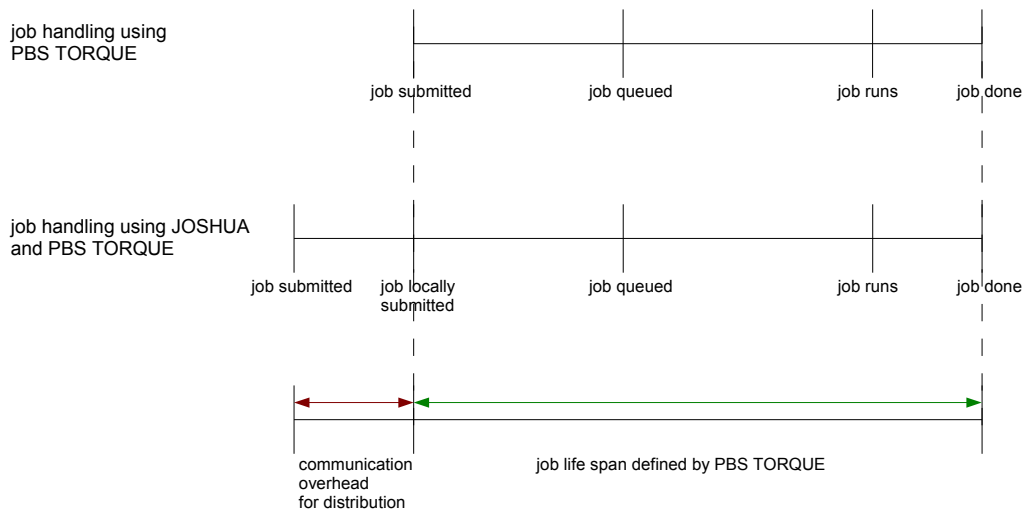 job handling using
PBS TORQUE
job submitted
job queued
job runs
job done
job handling using JOSHUA
and PBS TORQUE
job submitted
job locally
submitted
job queued
job runs
job done
communication
overhead
for distribution
job life span defined by PBS TORQUE